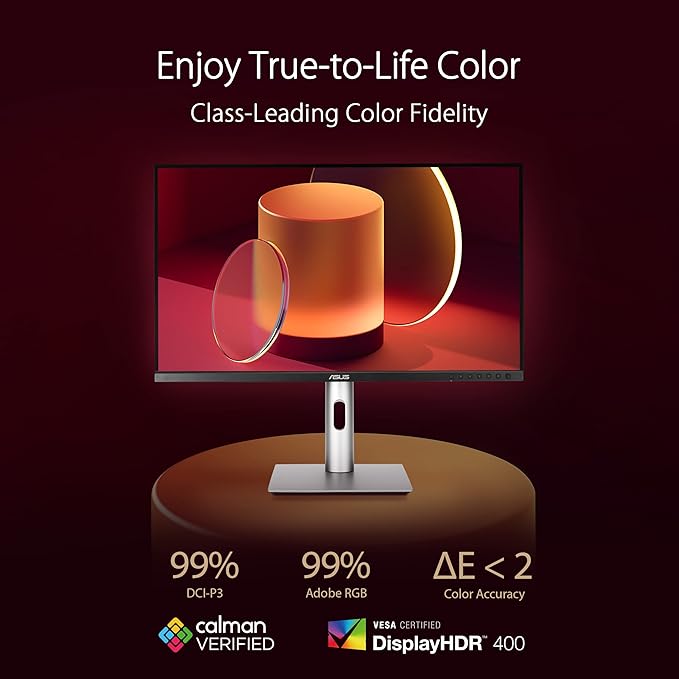 Enjoy True-to-Life Color
Class-Leading Color Fidelity
ASUS
99%
DCI-P3
99%
Adobe RGB
ΔE < 2
Color Accuracy
calman
VERIFIED
VESA CERTIFIED
DisplayHDR™ 400